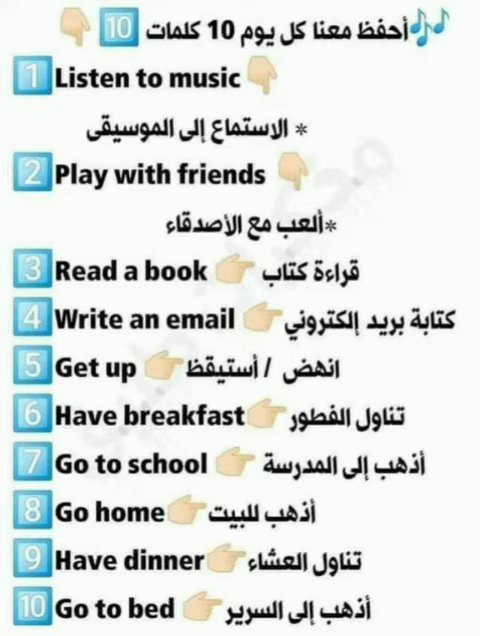 🎶أحفظ معنا كل يوم 10 كلمات 🔟 👇🏼
1️⃣ Listen to music 👇🏼
* الاستماع إلى الموسيقى
2️⃣ Play with friends 👇🏼
*ألعب مع الأصدقاء
3️⃣ Read a book 👉🏼 قراءة كتاب
4️⃣ Write an email 👉🏼 كتابة بريد إلكتروني
5️⃣ Get up 👉🏼 انهض / أستيقظ
6️⃣ Have breakfast 👉🏼 تناول الفطور
7️⃣ Go to school 👉🏼 أذهب إلى المدرسة
8️⃣ Go home 👉🏼 أذهب للبيت
9️⃣ Have dinner 👉🏼 تناول العشاء
🔟 Go to bed 👉🏼 أذهب إلى السرير